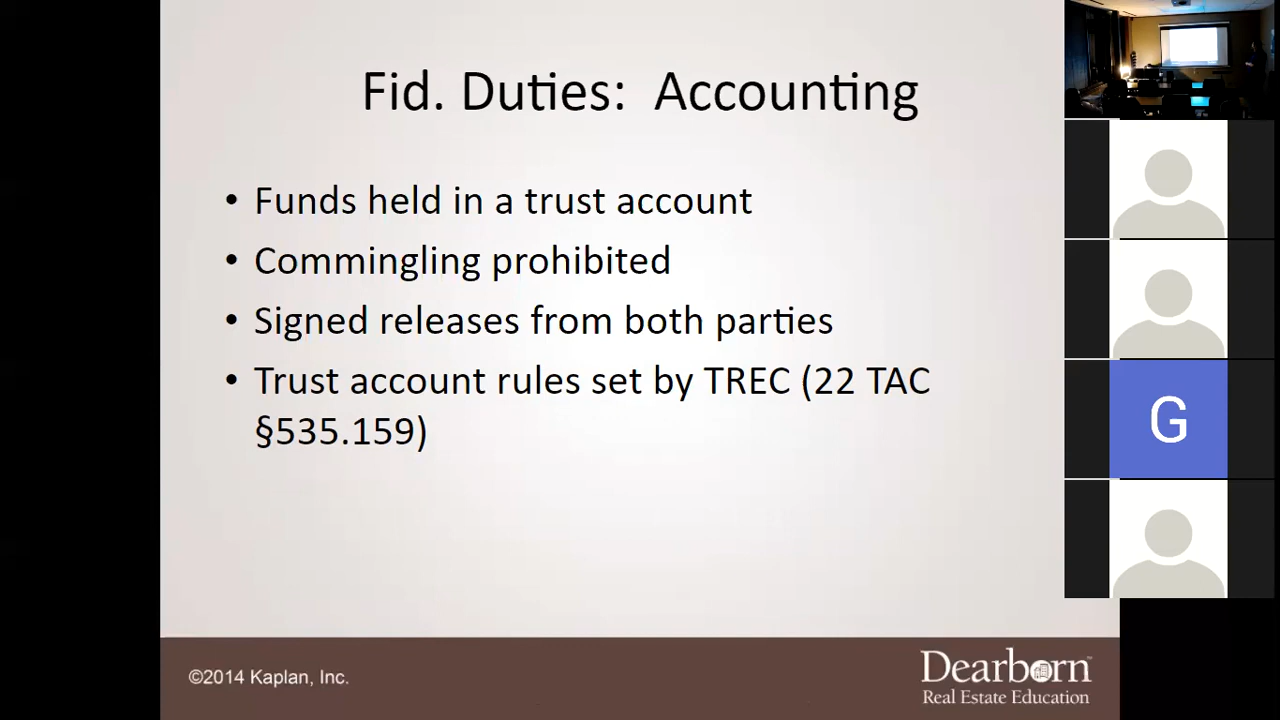 Fid. Duties: Accounting
• Funds held in a trust account
• Commingling prohibited
• Signed releases from both parties
• Trust account rules set by TREC (22 TAC
§535.159)
G
©2014 Kaplan, Inc.
Dearborn™
Real Estate Education